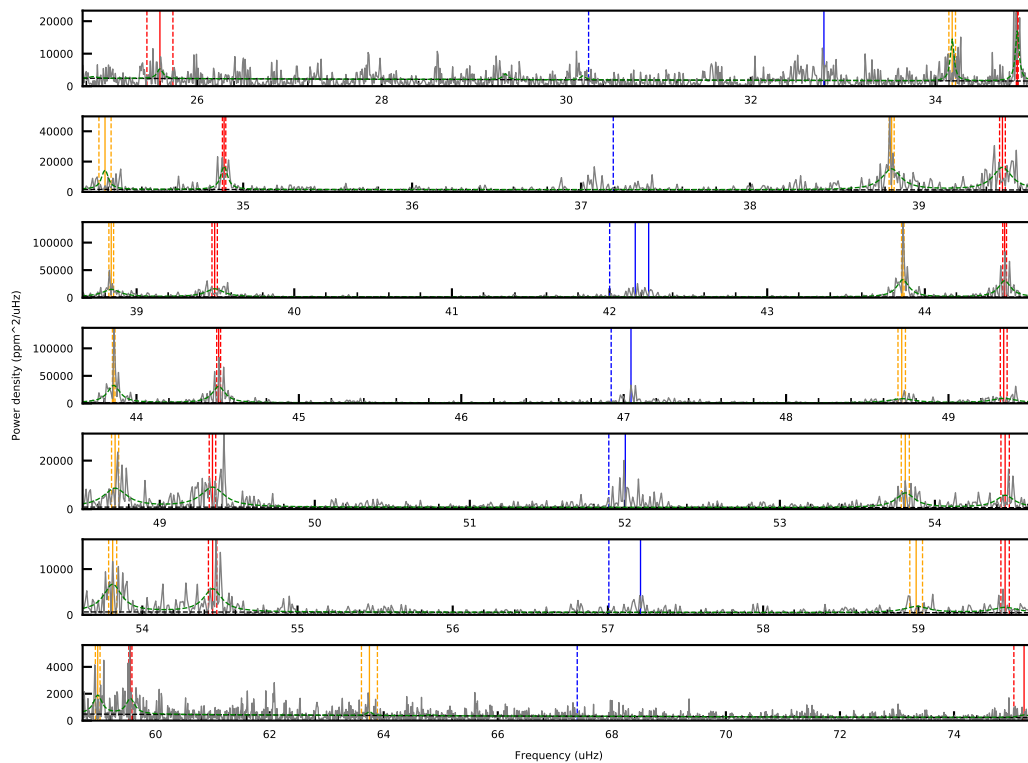 20000
10000
0
26 28 30 32 34
40000
20000
0
35 36 37 38 39
100000
50000
0
39 40 41 42 43 44
100000
50000
0
44 45 46 47 48 49
Power density (ppm^2/uHz)
20000
10000
0
49 50 51 52 53 54
10000
0
54 55 56 57 58 59
4000
2000
0
60 62 64 66 68 70 72 74
Frequency (uHz)